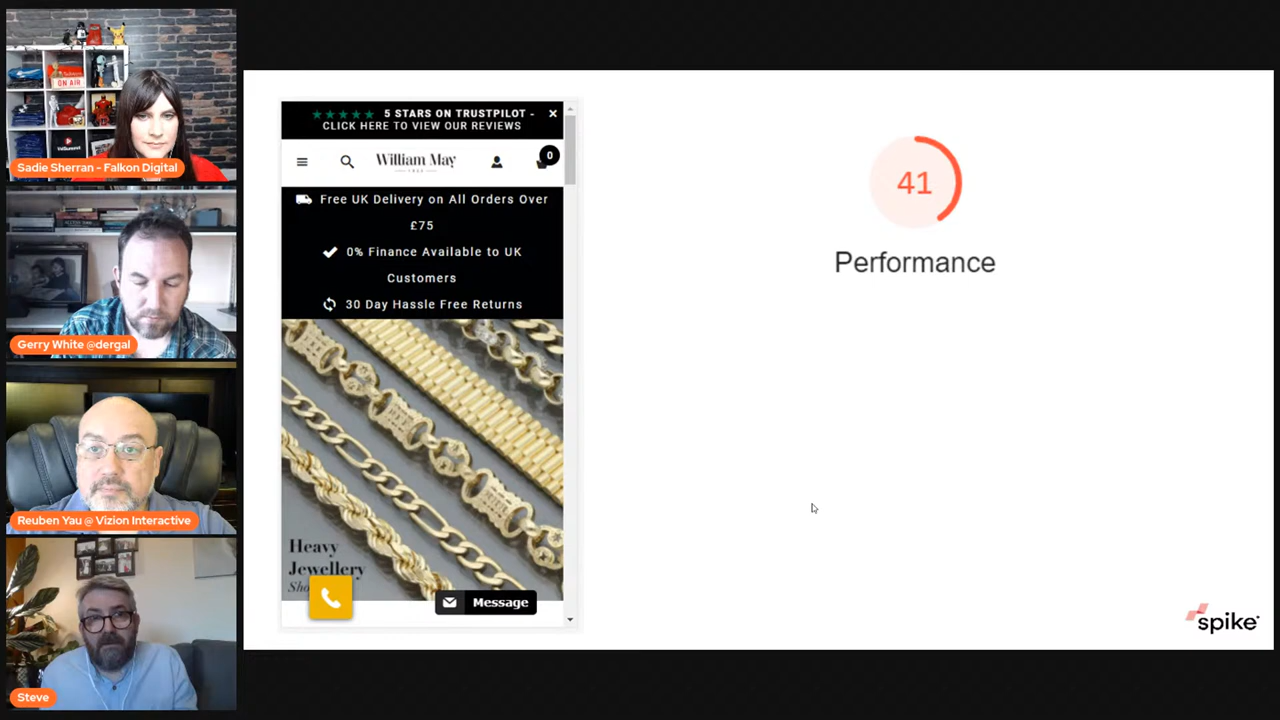 ON AIR
Sadie Sherran - Falkon Digital
Gerry White @dergal
Reuben Yau @ Vizion Interactive
Steve
5 STARS ON TRUSTPILOT -
CLICK HERE TO VIEW OUR REVIEWS
William May
0
Free UK Delivery on All Orders Over
£75
0% Finance Available to UK
Customers
30 Day Hassle Free Returns
Heavy
Jewellery
Message
41
Performance
spike